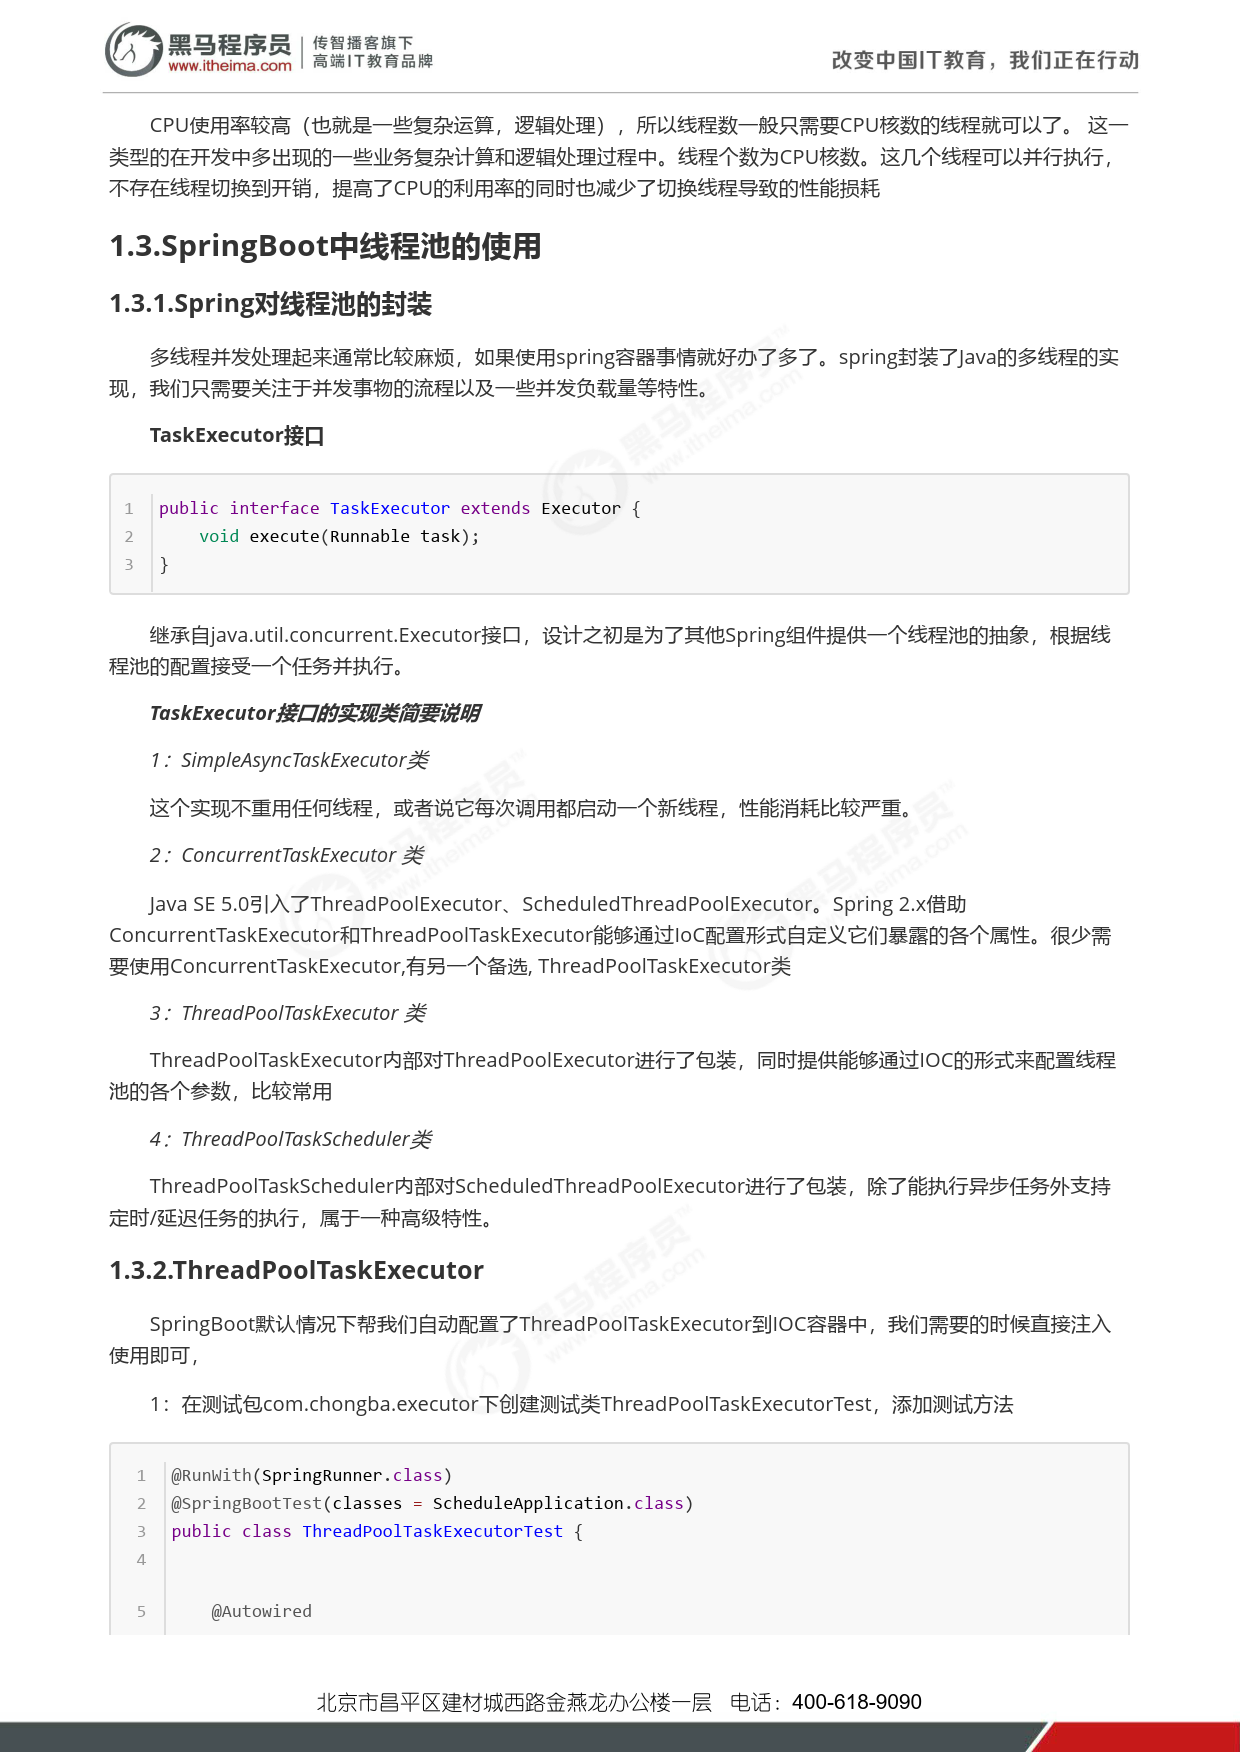 黑马程序员 传智播客旗下
www.itheima.com 高端IT教育品牌
改变中国IT教育，我们正在行动
CPU使用率较高（也就是一些复杂运算，逻辑处理），所以线程数一般只需要CPU核数的线程就可以了。 这一
类型的在开发中多出现的一些业务复杂计算和逻辑处理过程中。线程个数为CPU核数。这几个线程可以并行执行，
不存在线程切换到开销，提高了CPU的利用率的同时也减少了切换线程导致的性能损耗
1.3.SpringBoot中线程池的使用
1.3.1.Spring对线程池的封装
多线程并发处理起来通常比较麻烦，如果使用spring容器事情就好办了多了。spring封装了Java的多线程的实
现，我们只需要关注于并发事物的流程以及一些并发负载量等特性。
TaskExecutor接口
1 public interface TaskExecutor extends Executor {
2     void execute(Runnable task);
3 }
继承自java.util.concurrent.Executor接口，设计之初是为了其他Spring组件提供一个线程池的抽象，根据线
程池的配置接受一个任务并执行。
TaskExecutor接口的实现类简要说明
1：SimpleAsyncTaskExecutor类
这个实现不重用任何线程，或者说它每次调用都启动一个新线程，性能消耗比较严重。
2：ConcurrentTaskExecutor 类
Java SE 5.0引入了ThreadPoolExecutor、ScheduledThreadPoolExecutor。Spring 2.x借助
ConcurrentTaskExecutor和ThreadPoolTaskExecutor能够通过IoC配置形式自定义它们暴露的各个属性。很少需
要使用ConcurrentTaskExecutor,有另一个备选, ThreadPoolTaskExecutor类
3：ThreadPoolTaskExecutor 类
ThreadPoolTaskExecutor内部对ThreadPoolExecutor进行了包装，同时提供能够通过IOC的形式来配置线程
池的各个参数，比较常用
4：ThreadPoolTaskScheduler类
ThreadPoolTaskScheduler内部对ScheduledThreadPoolExecutor进行了包装，除了能执行异步任务外支持
定时/延迟任务的执行，属于一种高级特性。
1.3.2.ThreadPoolTaskExecutor
SpringBoot默认情况下帮我们自动配置了ThreadPoolTaskExecutor到IOC容器中，我们需要的时候直接注入
使用即可，
1：在测试包com.chongba.executor下创建测试类ThreadPoolTaskExecutorTest，添加测试方法
1 @RunWith(SpringRunner.class)
2 @SpringBootTest(classes = ScheduleApplication.class)
3 public class ThreadPoolTaskExecutorTest {
4
5     @Autowired
北京市昌平区建材城西路金燕龙办公楼一层 电话：400-618-9090